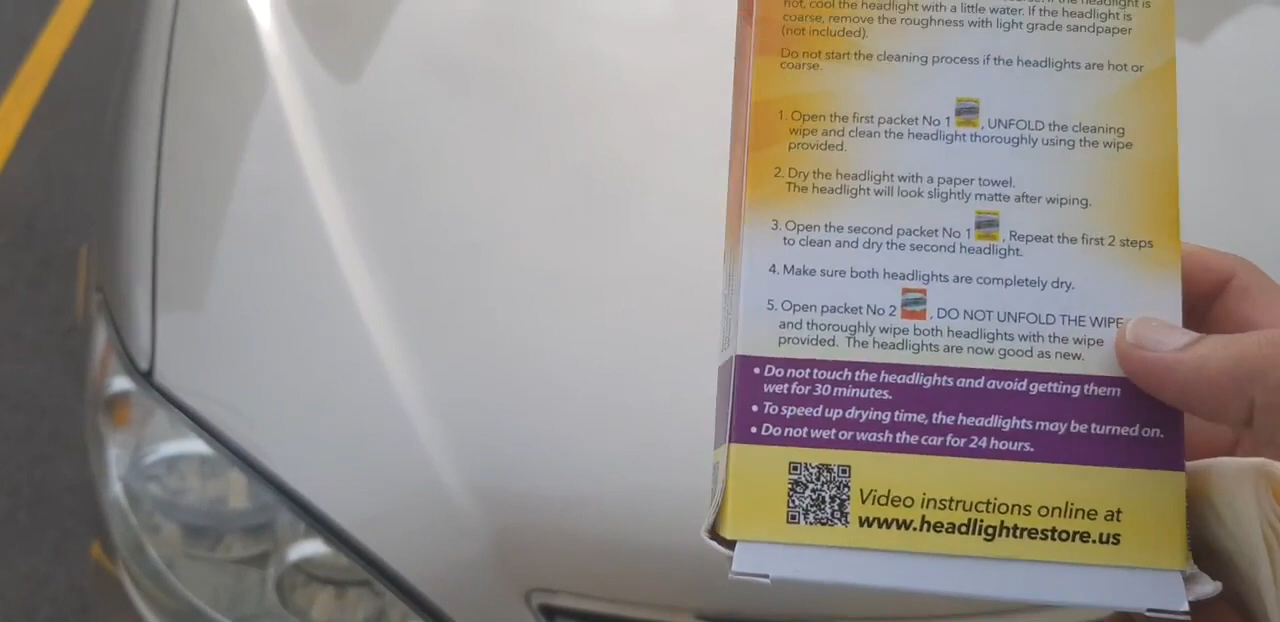 headlight is
hot, cool the headlight with a little water. If the headlight is
coarse, remove the roughness with light grade sandpaper
(not included).
Do not start the cleaning process if the headlights are hot or
coarse.
1. Open the first packet No 1 , UNFOLD the cleaning
wipe and clean the headlight thoroughly using the wipe
provided.
2. Dry the headlight with a paper towel.
The headlight will look slightly matte after wiping.
3. Open the second packet No 1 , Repeat the first 2 steps
to clean and dry the second headlight.
4. Make sure both headlights are completely dry.
5. Open packet No 2 , DO NOT UNFOLD THE WIPE
and thoroughly wipe both headlights with the wipe
provided. The headlights are now good as new.
• Do not touch the headlights and avoid getting them
wet for 30 minutes.
• To speed up drying time, the headlights may be turned on.
• Do not wet or wash the car for 24 hours.
Video instructions online at
www.headlightrestore.us